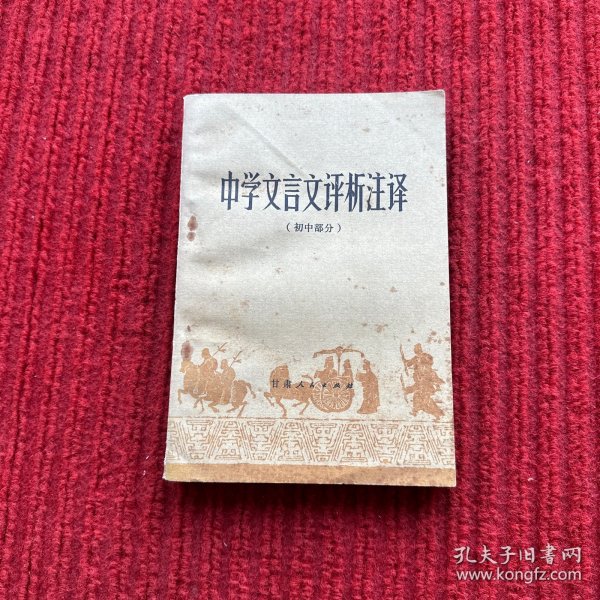 中学文言文评析注译
（初中部分）
甘肃人民出版社
孔夫子旧书网
www.kongfz.com